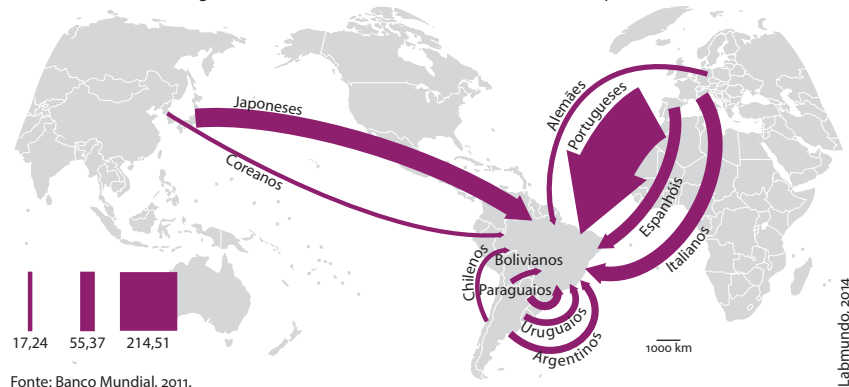 Japoneses
Coreanos
Alemães
Portugueses
Espanhóis
Italianos
Bolivianos
Chilenos
Paraguaios
Uruguaios
Argentinos
17,24
55,37
214,51
1000 km
Labmundo, 2014
Fonte: Banco Mundial, 2011.